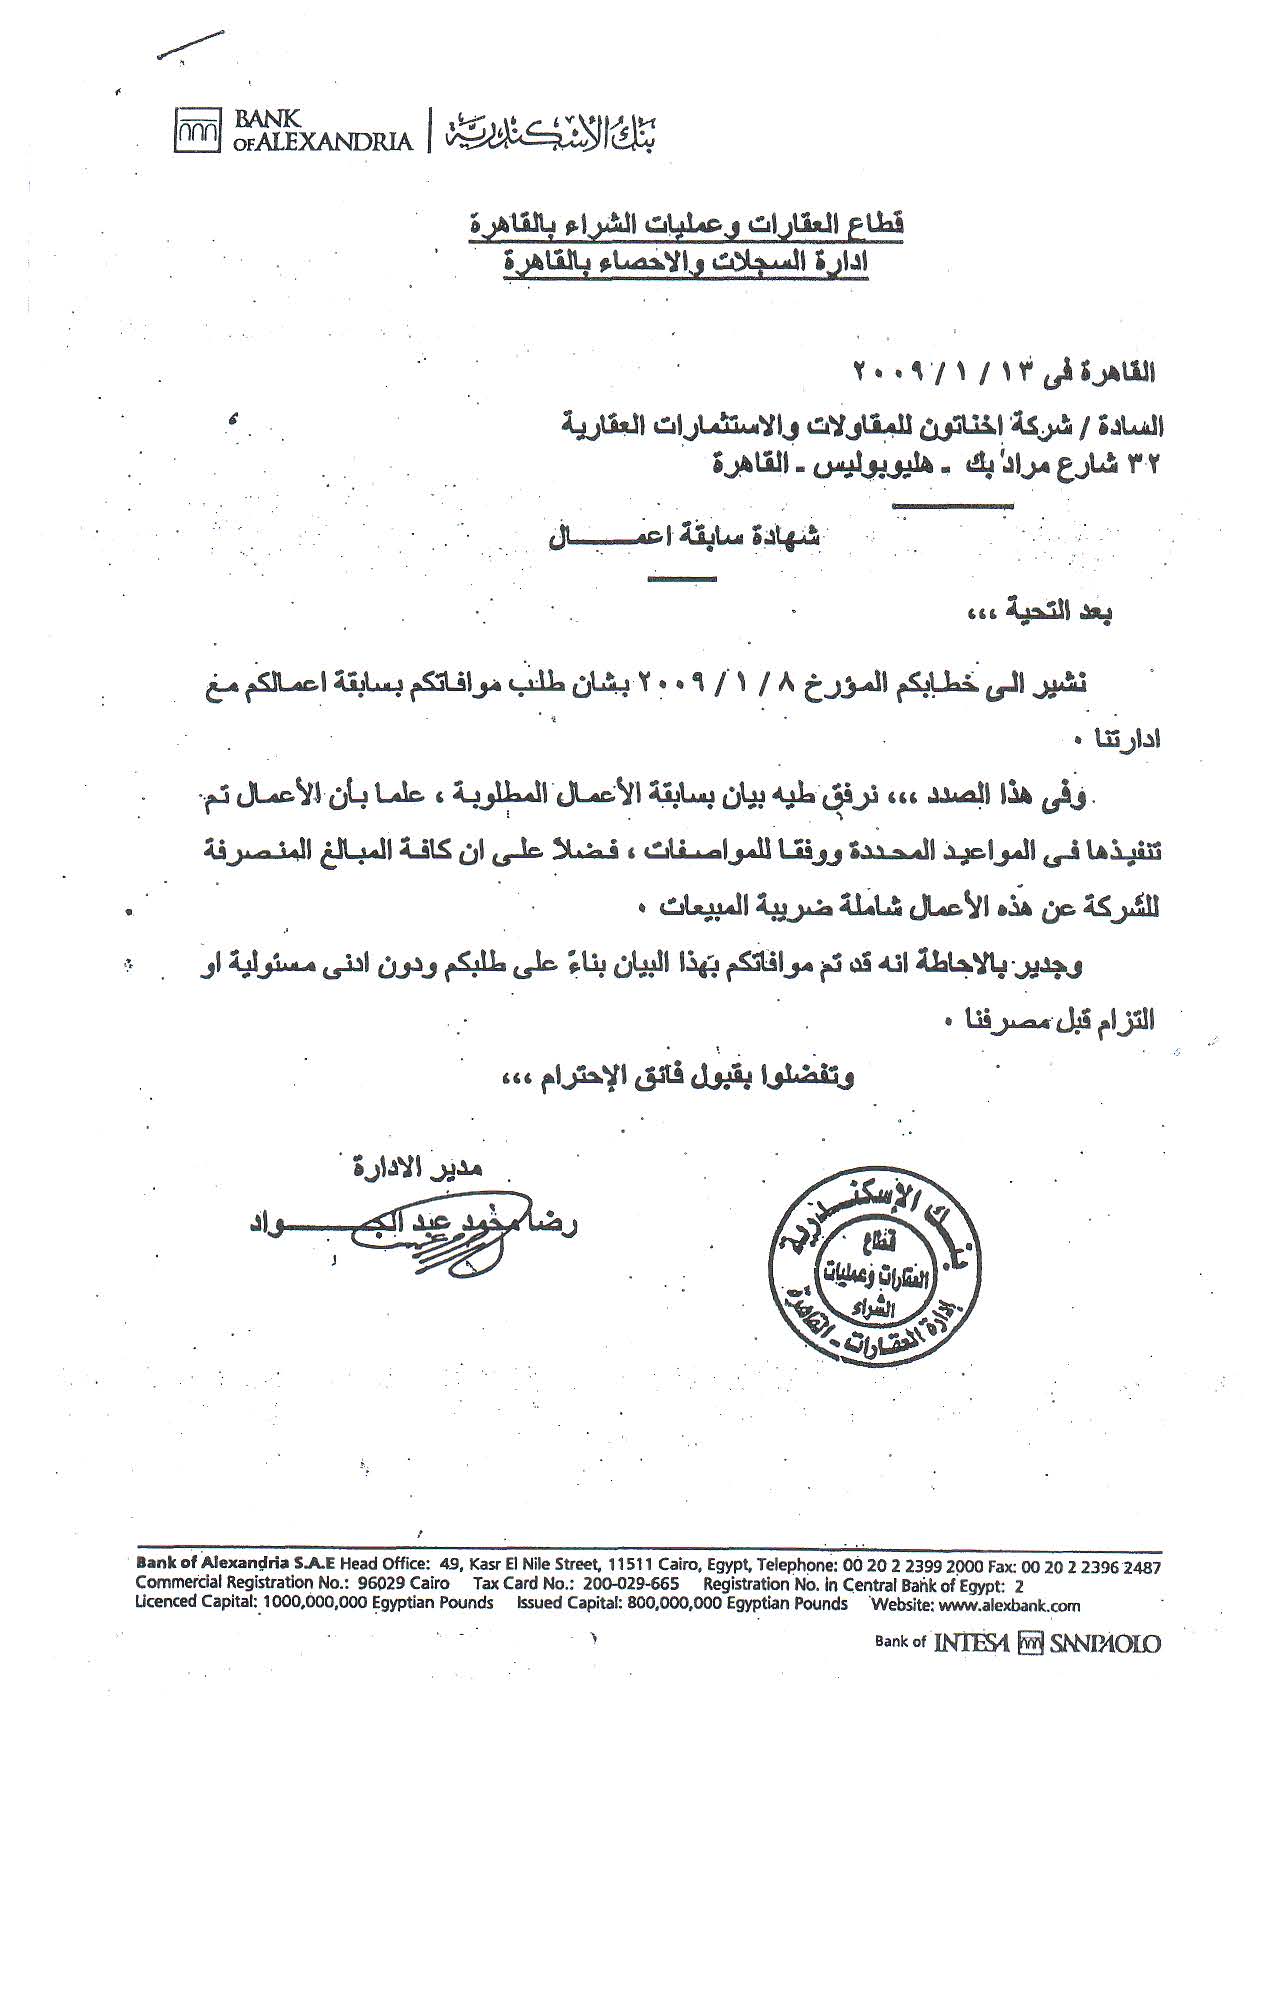 BANK
OF ALEXANDRIA | بنك الإسكندرية
قطاع العقارات وعمليات الشراء بالقاهرة
ادارة السجلات والاحصاء بالقاهرة
القاهرة فى ١٣ / ١ / ٢٠٠٩
السادة / شركة اخناتون للمقاولات والاستثمارات العقارية
٣٢ شارع مراد بك - هليوبوليس - القاهرة
شهادة سابقة اعمـــــال
بعد التحية ،،،
نشير الى خطابكم المؤرخ ٨ / ١ / ٢٠٠٩ بشان طلب موافاتكم بسابقة اعمالكم مع
ادارتنا ٠
وفى هذا الصدد ،،، نرفق طيه بيان بسابقة الأعمال المطلوبة ، علما بأن الأعمال تم
تنفيذها فى المواعيد المحددة ووفقا للمواصفات ، فضلاً على ان كافة المبالغ المنصرفة
للشركة عن هذه الأعمال شاملة ضريبة المبيعات ٠
وجدير بالاحاطة انه قد تم موافاتكم بهذا البيان بناءً على طلبكم ودون ادنى مسئولية او
التزام قبل مصرفنا ٠
وتفضلوا بقبول فائق الإحترام ،،،
مدير الادارة
رضا محمد عبد الجـــــواد
بنك الإسكندرية
قطاع
العقارات وعمليات
الشراء
إدارة العقارات - القاهرة
Bank of Alexandria S.A.E Head Office: 49, Kasr El Nile Street, 11511 Cairo, Egypt, Telephone: 00 20 2 2399 2000 Fax: 00 20 2 2396 2487
Commercial Registration No.: 96029 Cairo Tax Card No.: 200-029-665 Registration No. in Central Bank of Egypt: 2
Licenced Capital: 1000,000,000 Egyptian Pounds Issued Capital: 800,000,000 Egyptian Pounds Website: www.alexbank.com
Bank of INTESA SANPAOLO